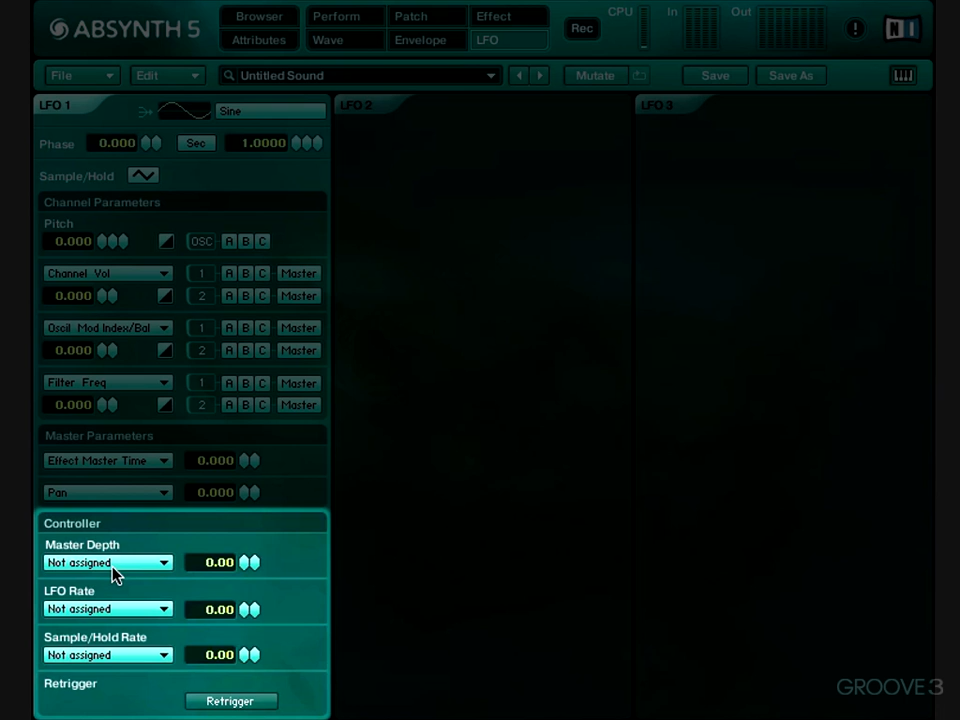 ABSYNTH 5
Browser
Perform
Patch
Effect
Attributes
Wave
Envelope
LFO
Rec
CPU
In
Out
!
NI
File
Edit
Untitled Sound
Mutate
Save
Save As
LFO 1
Sine
LFO 2
LFO 3
Phase 0.000 Sec 1.0000
Sample/Hold
Channel Parameters
Pitch
0.000 OSC A B C
Channel Vol 1 A B C Master
0.000 2 A B C Master
Oscil Mod Index/Bal 1 A B C Master
0.000 2 A B C Master
Filter Freq 1 A B C Master
0.000 2 A B C Master
Master Parameters
Effect Master Time 0.000
Pan 0.000
Controller
Master Depth
Not assigned 0.00
LFO Rate
Not assigned 0.00
Sample/Hold Rate
Not assigned 0.00
Retrigger
Retrigger
GROOVE3